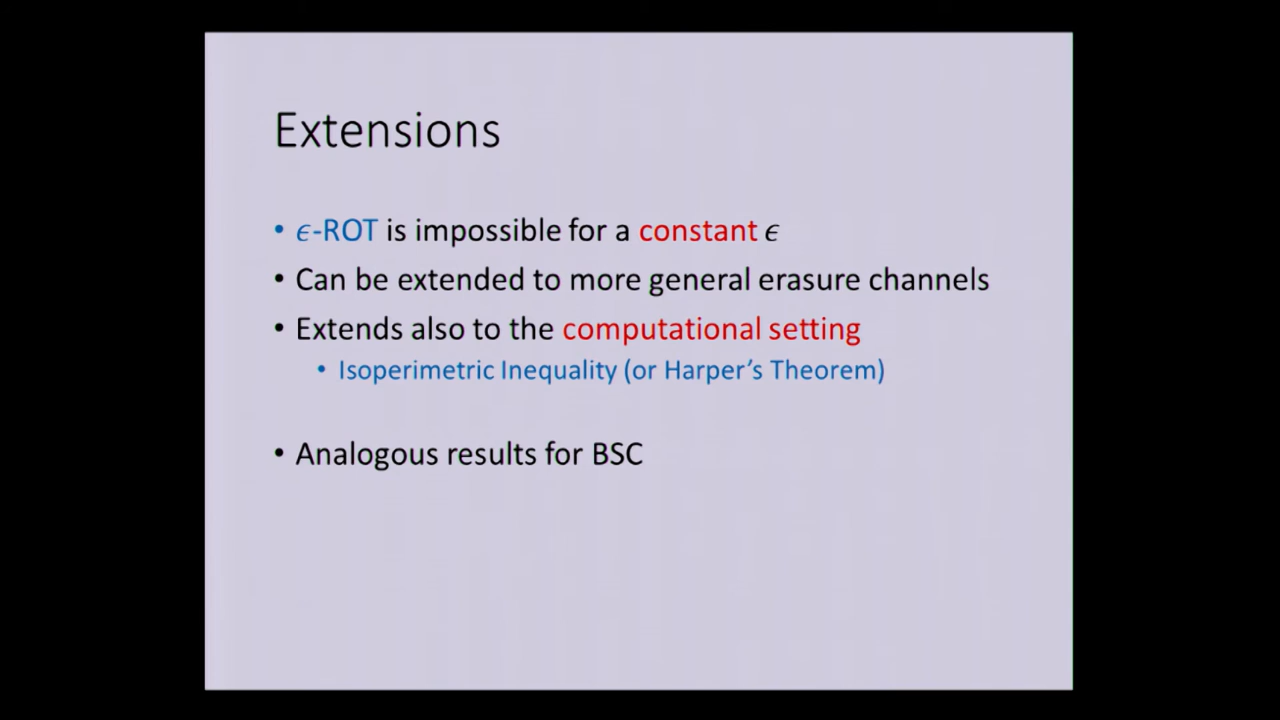 Extensions
• ϵ-ROT is impossible for a constant ϵ
• Can be extended to more general erasure channels
• Extends also to the computational setting
• Isoperimetric Inequality (or Harper's Theorem)
• Analogous results for BSC